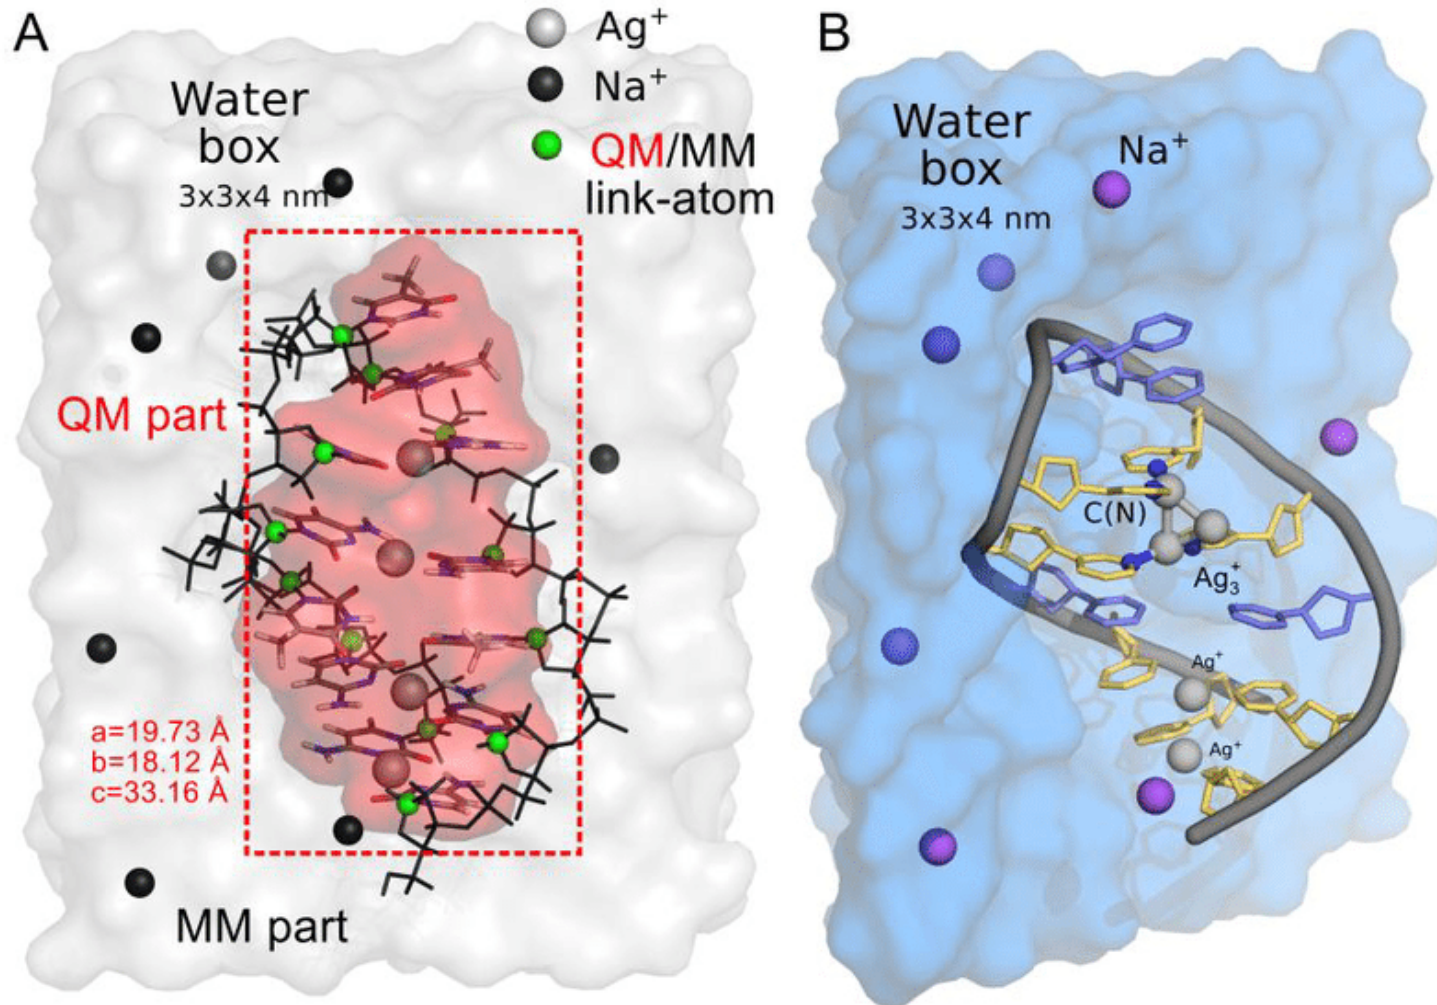 A
Ag⁺
Na⁺
QM/MM
link-atom
Water
box
3x3x4 nm
QM part
a=19.73 Å
b=18.12 Å
c=33.16 Å
MM part
B
Water
box
3x3x4 nm
Na⁺
C(N)
Ag₃⁺
Ag⁺
Ag⁺